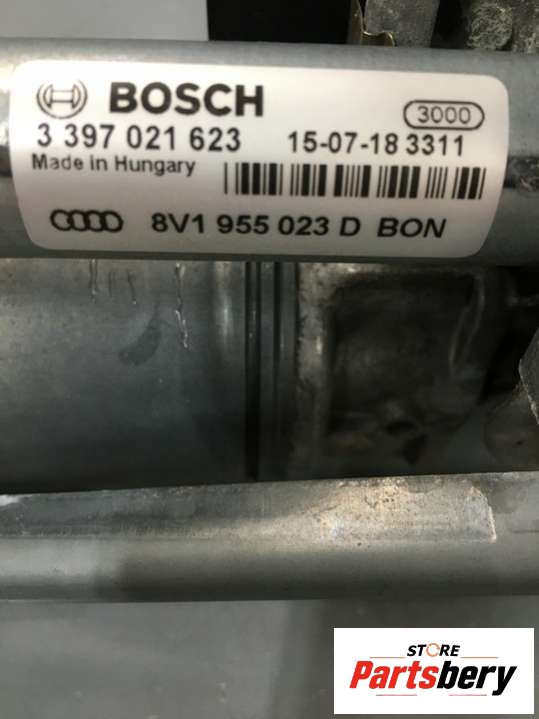 BOSCH
3000
3 397 021 623 15-07-18 3311
Made in Hungary
8V1 955 023 D BON
STORE
Partsbery